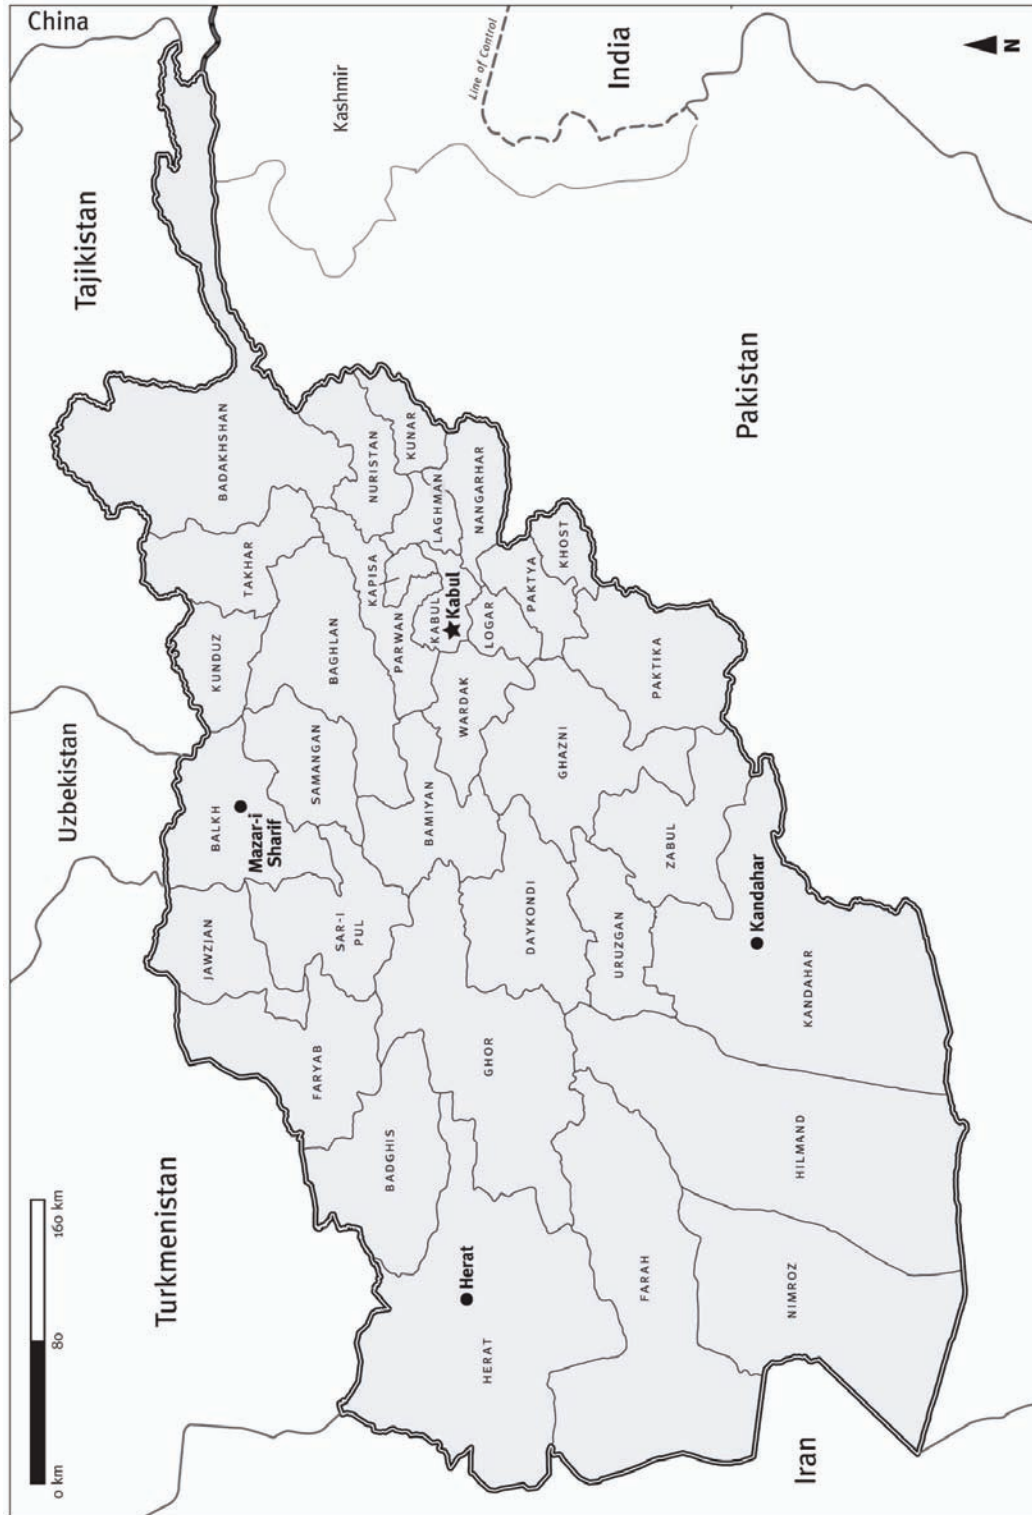 China
Tajikistan
Uzbekistan
Turkmenistan
0 km
80
160 km
Kashmir
Line of Control
India
N
Pakistan
Iran
BADAKHSHAN
TAKHAR
KUNDUZ
BALKH
Mazar-i
Sharif
JAWZJAN
FARYAB
SAR-I
PUL
SAMANGAN
BAGHLAN
NURISTAN
KUNAR
LAGHMAN
NANGARHAR
KAPISA
PARWAN
KABUL
Kabul
LOGAR
PAKTYA
KHOST
WARDAK
BAMIYAN
BADGHIS
GHOR
DAYKONDI
GHAZNI
PAKTIKA
HERAT
Herat
URUZGAN
ZABUL
FARAH
NIMROZ
HILMAND
KANDAHAR
Kandahar